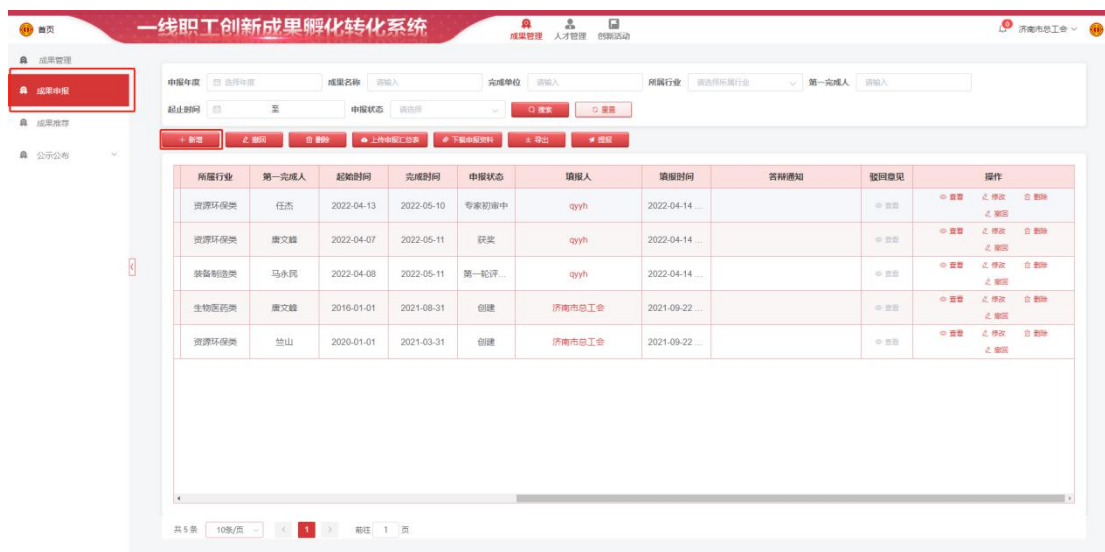 首页 一线职工创新成果孵化转化系统 成果管理 人才管理 创新活动 0 济南市总工会
成果管理
成果申报
成果推荐
公示公布
申报年度 选择年度 成果名称 请输入 完成单位 请输入 所属行业 请选择所属行业 第一完成人 请输入
起止时间 至 申报状态 请选择 搜索 重置
+ 新增 撤回 删除 上传申报汇总表 下载申报资料 导出 提报
所属行业 第一完成人 起始时间 完成时间 申报状态 填报人 填报时间 答辩通知 驳回意见 操作
资源环保类 任杰 2022-04-13 2022-05-10 专家初审中 qyyh 2022-04-14 ... 查看 查看 修改 删除
撤回
资源环保类 唐文峰 2022-04-07 2022-05-11 获奖 qyyh 2022-04-14 ... 查看 查看 修改 删除
撤回
装备制造类 马永民 2022-04-08 2022-05-11 第一轮评... qyyh 2022-04-14 ... 查看 查看 修改 删除
撤回
生物医药类 唐文峰 2016-01-01 2021-08-31 创建 济南市总工会 2021-09-22 ... 查看 查看 修改 删除
撤回
资源环保类 竺山 2020-01-01 2021-03-31 创建 济南市总工会 2021-09-22 ... 查看 查看 修改 删除
撤回
共 5 条 10条/页 1 前往 1 页